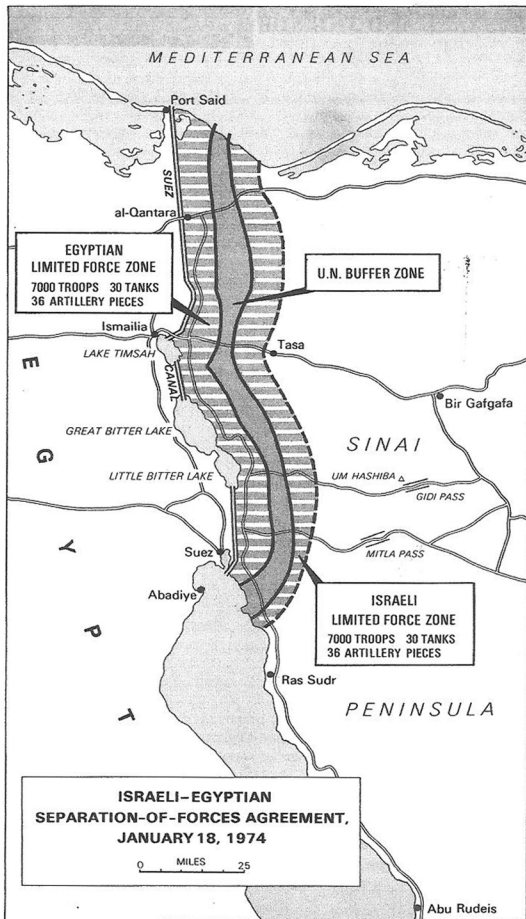 MEDITERRANEAN SEA
Port Said
SUEZ
al-Qantara
EGYPTIAN
LIMITED FORCE ZONE
7000 TROOPS 30 TANKS
36 ARTILLERY PIECES
U.N. BUFFER ZONE
Ismailia
LAKE TIMSAH
Tasa
CANAL
Bir Gafgafa
GREAT BITTER LAKE
SINAI
LITTLE BITTER LAKE
UM HASHIBA
GIDI PASS
Suez
MITLA PASS
Abadiye
EGYPT
ISRAELI
LIMITED FORCE ZONE
7000 TROOPS 30 TANKS
36 ARTILLERY PIECES
Ras Sudr
PENINSULA
ISRAELI–EGYPTIAN
SEPARATION-OF-FORCES AGREEMENT,
JANUARY 18, 1974
0 MILES 25
Abu Rudeis